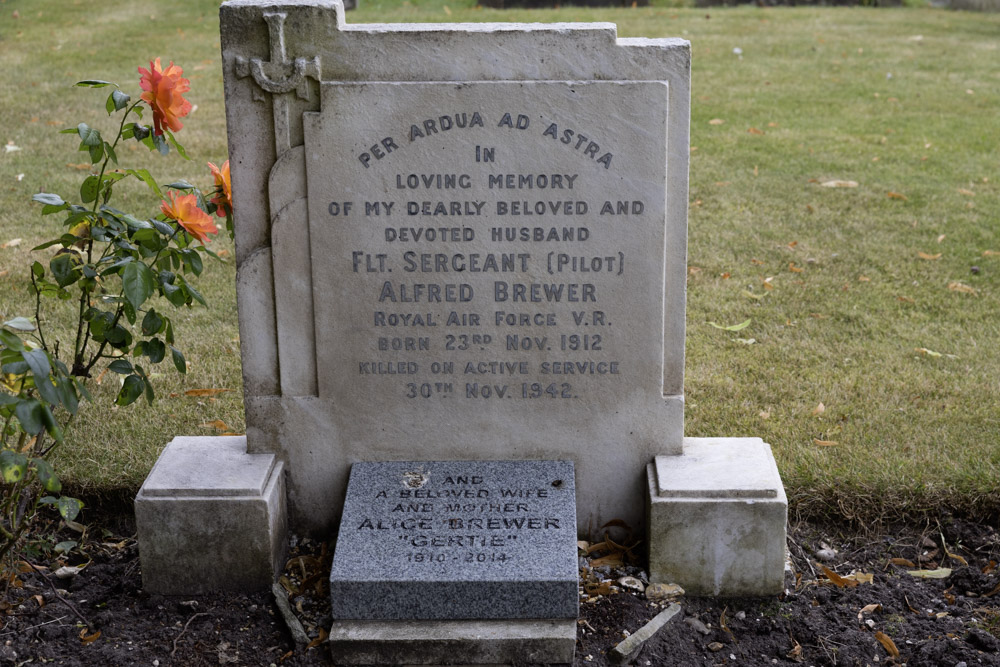 PER ARDUA AD ASTRA
IN
LOVING MEMORY
OF MY DEARLY BELOVED AND
DEVOTED HUSBAND
FLT. SERGEANT (PILOT)
ALFRED BREWER
ROYAL AIR FORCE V.R.
BORN 23RD NOV. 1912
KILLED ON ACTIVE SERVICE
30TH NOV. 1942.
AND
A BELOVED WIFE
AND MOTHER
ALICE BREWER
"GERTIE"
1910 - 2014